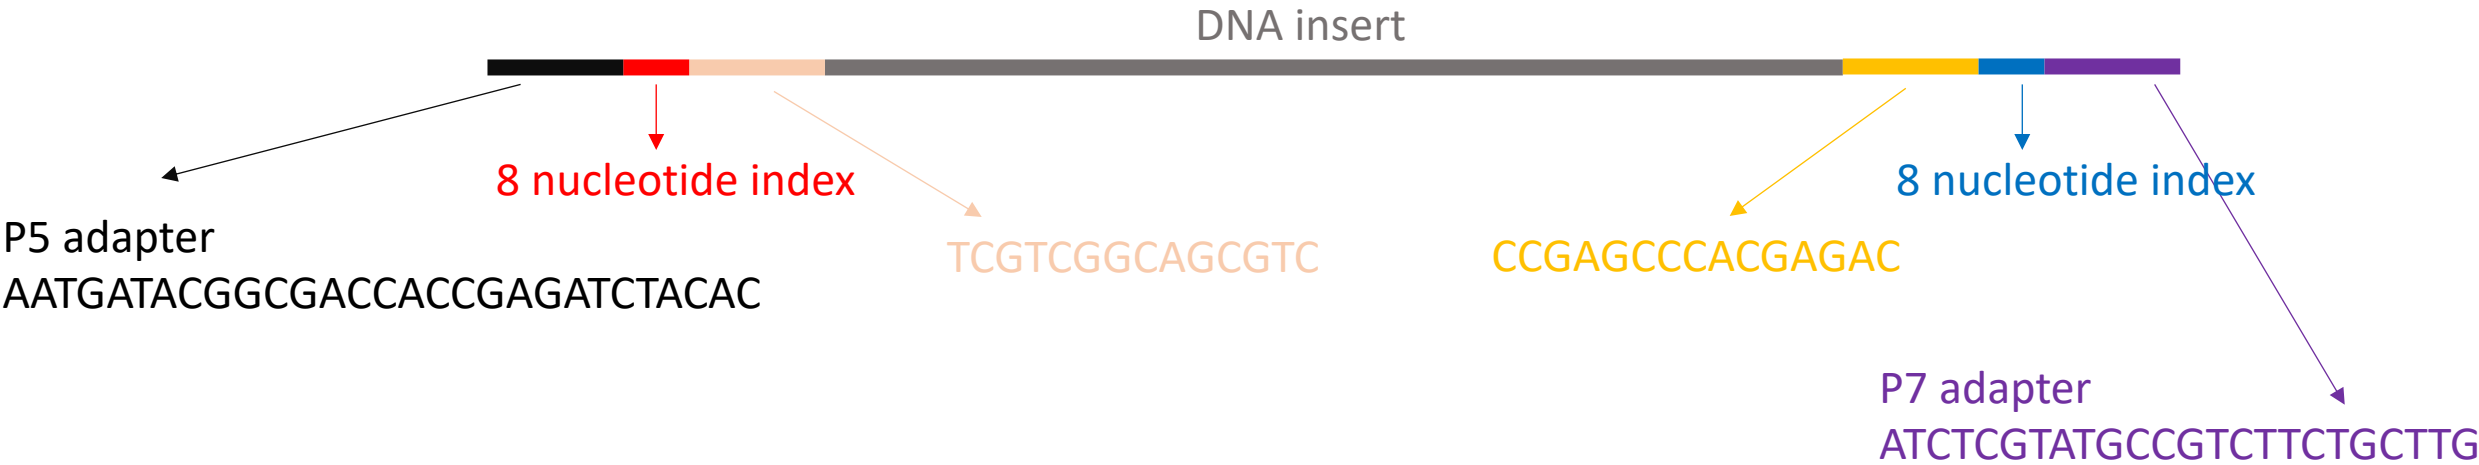 DNA insert
8 nucleotide index
8 nucleotide index
P5 adapter
AATGATACGGCGACCACCGAGATCTACAC
TCGTCGGCAGCGTC
CCGAGCCCACGAGAC
P7 adapter
ATCTCGTATGCCGTCTTCTGCTTG